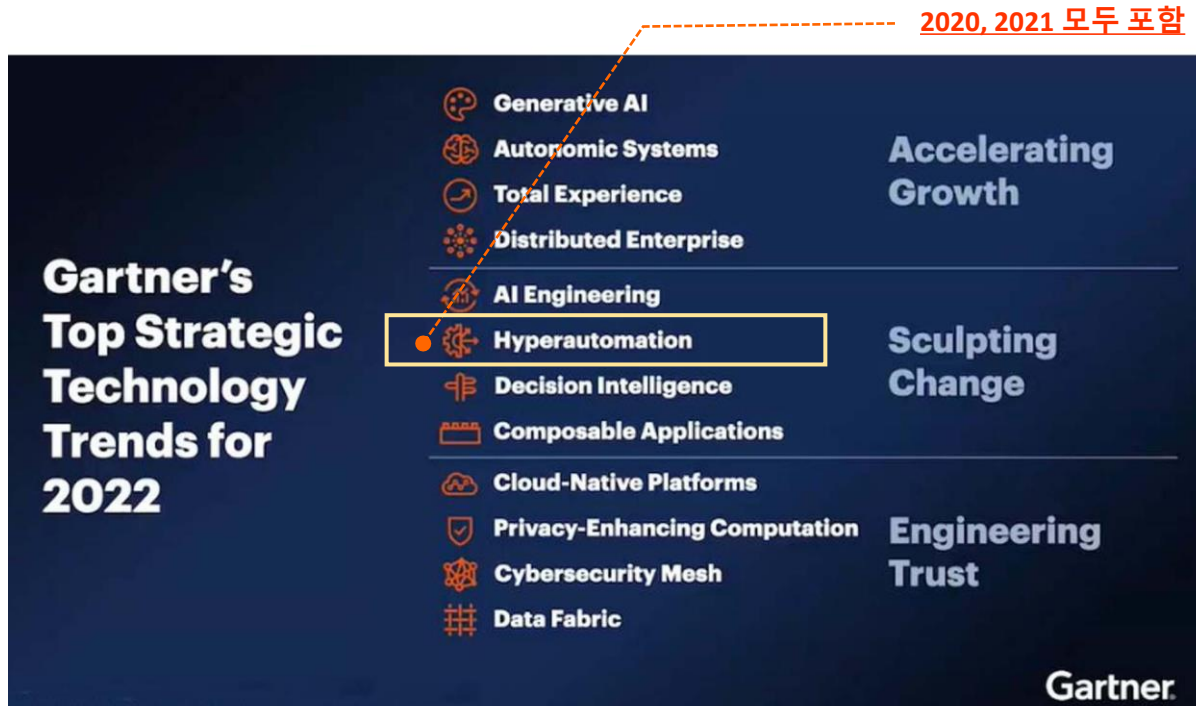 2020, 2021 모두 포함
Gartner's
Top Strategic
Technology
Trends for
2022
Generative AI
Autonomic Systems
Total Experience
Distributed Enterprise
Accelerating
Growth
AI Engineering
Hyperautomation
Decision Intelligence
Composable Applications
Sculpting
Change
Cloud-Native Platforms
Privacy-Enhancing Computation
Cybersecurity Mesh
Data Fabric
Engineering
Trust
Gartner